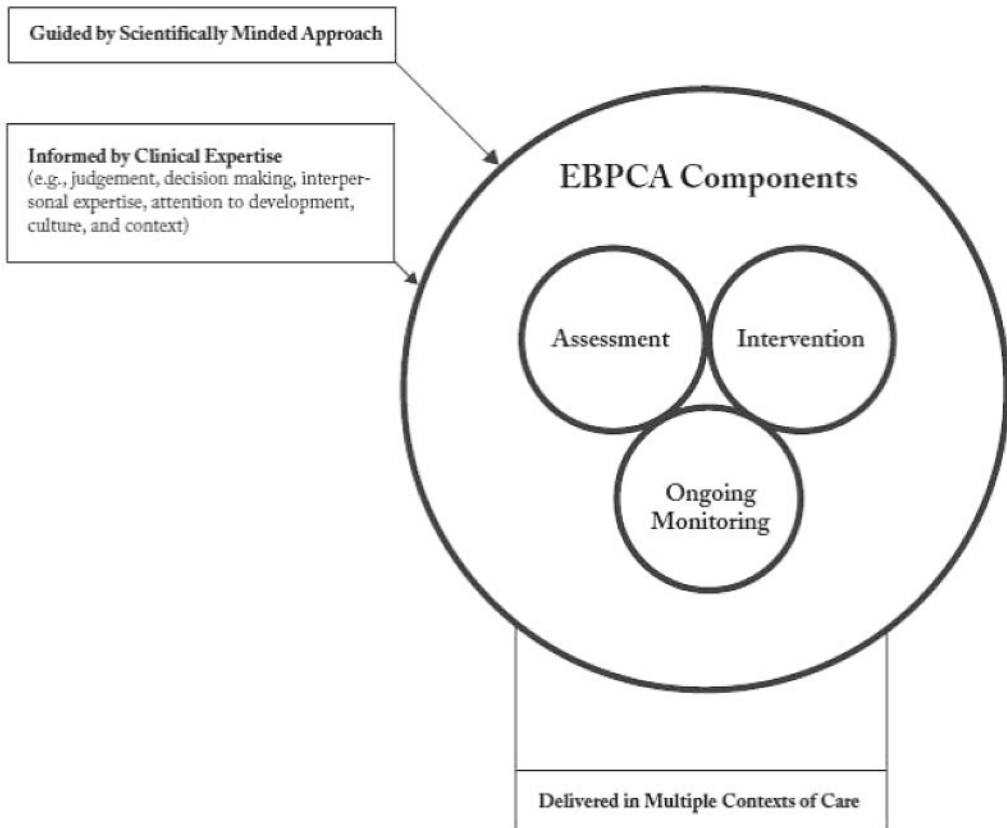 Guided by Scientifically Minded Approach
Informed by Clinical Expertise
(e.g., judgement, decision making, interper-
sonal expertise, attention to development,
culture, and context)
EBPCA Components
Assessment
Intervention
Ongoing
Monitoring
Delivered in Multiple Contexts of Care